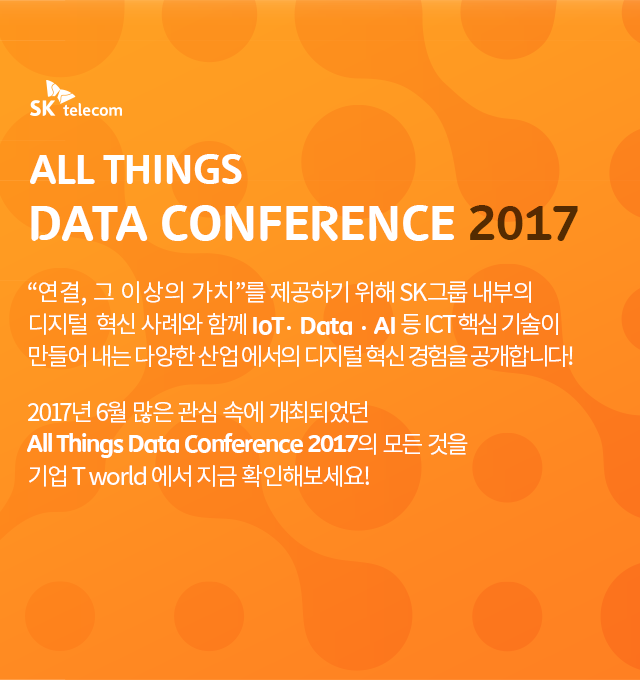 SK telecom
ALL THINGS
DATA CONFERENCE 2017
“연결, 그 이상의 가치”를 제공하기 위해 SK그룹 내부의
디지털 혁신 사례와 함께 IoT · Data · AI 등 ICT 핵심 기술이
만들어 내는 다양한 산업 에서의 디지털 혁신 경험을 공개합니다!
2017년 6월 많은 관심 속에 개최되었던
All Things Data Conference 2017의 모든 것을
기업 T world 에서 지금 확인해보세요!